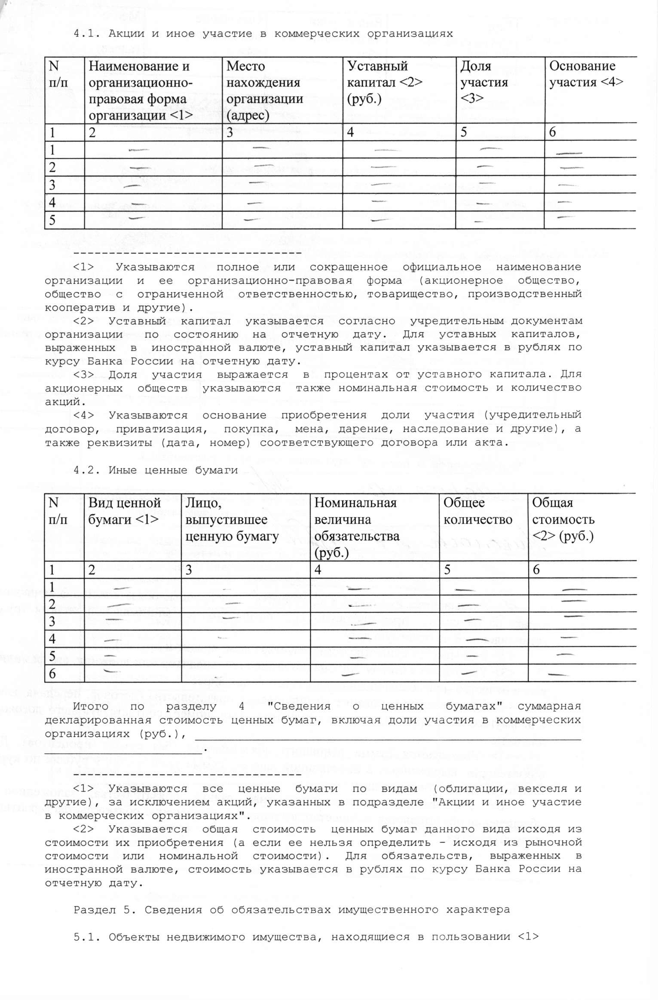 4.1. Акции и иное участие в коммерческих организациях
N п/п Наименование и организационно-правовая форма организации <1> Место нахождения организации (адрес) Уставный капитал <2> (руб.) Доля участия <3> Основание участия <4>
1 2 3 4 5 6
1 — — — — —
2 — — — — —
3 — — — — —
4 — — — — —
5 — — — — —
--------------------------------
<1> Указываются полное или сокращенное официальное наименование
организации и ее организационно-правовая форма (акционерное общество,
общество с ограниченной ответственностью, товарищество, производственный
кооператив и другие).
<2> Уставный капитал указывается согласно учредительным документам
организации по состоянию на отчетную дату. Для уставных капиталов,
выраженных в иностранной валюте, уставный капитал указывается в рублях по
курсу Банка России на отчетную дату.
<3> Доля участия выражается в процентах от уставного капитала. Для
акционерных обществ указываются также номинальная стоимость и количество
акций.
<4> Указываются основание приобретения доли участия (учредительный
договор, приватизация, покупка, мена, дарение, наследование и другие), а
также реквизиты (дата, номер) соответствующего договора или акта.
4.2. Иные ценные бумаги
N п/п Вид ценной бумаги <1> Лицо, выпустившее ценную бумагу Номинальная величина обязательства (руб.) Общее количество Общая стоимость <2> (руб.)
1 2 3 4 5 6
1 — — — — —
2 — — — — —
3 — — — — —
4 — — — — —
5 — — — —
6 — — — — —
Итого по разделу 4 "Сведения о ценных бумагах" суммарная
декларированная стоимость ценных бумаг, включая доли участия в коммерческих
организациях (руб.), ______________________________________________________
______________________.
--------------------------------
<1> Указываются все ценные бумаги по видам (облигации, векселя и
другие), за исключением акций, указанных в подразделе "Акции и иное участие
в коммерческих организациях".
<2> Указывается общая стоимость ценных бумаг данного вида исходя из
стоимости их приобретения (а если ее нельзя определить - исходя из рыночной
стоимости или номинальной стоимости). Для обязательств, выраженных в
иностранной валюте, стоимость указывается в рублях по курсу Банка России на
отчетную дату.
Раздел 5. Сведения об обязательствах имущественного характера
5.1. Объекты недвижимого имущества, находящиеся в пользовании <1>